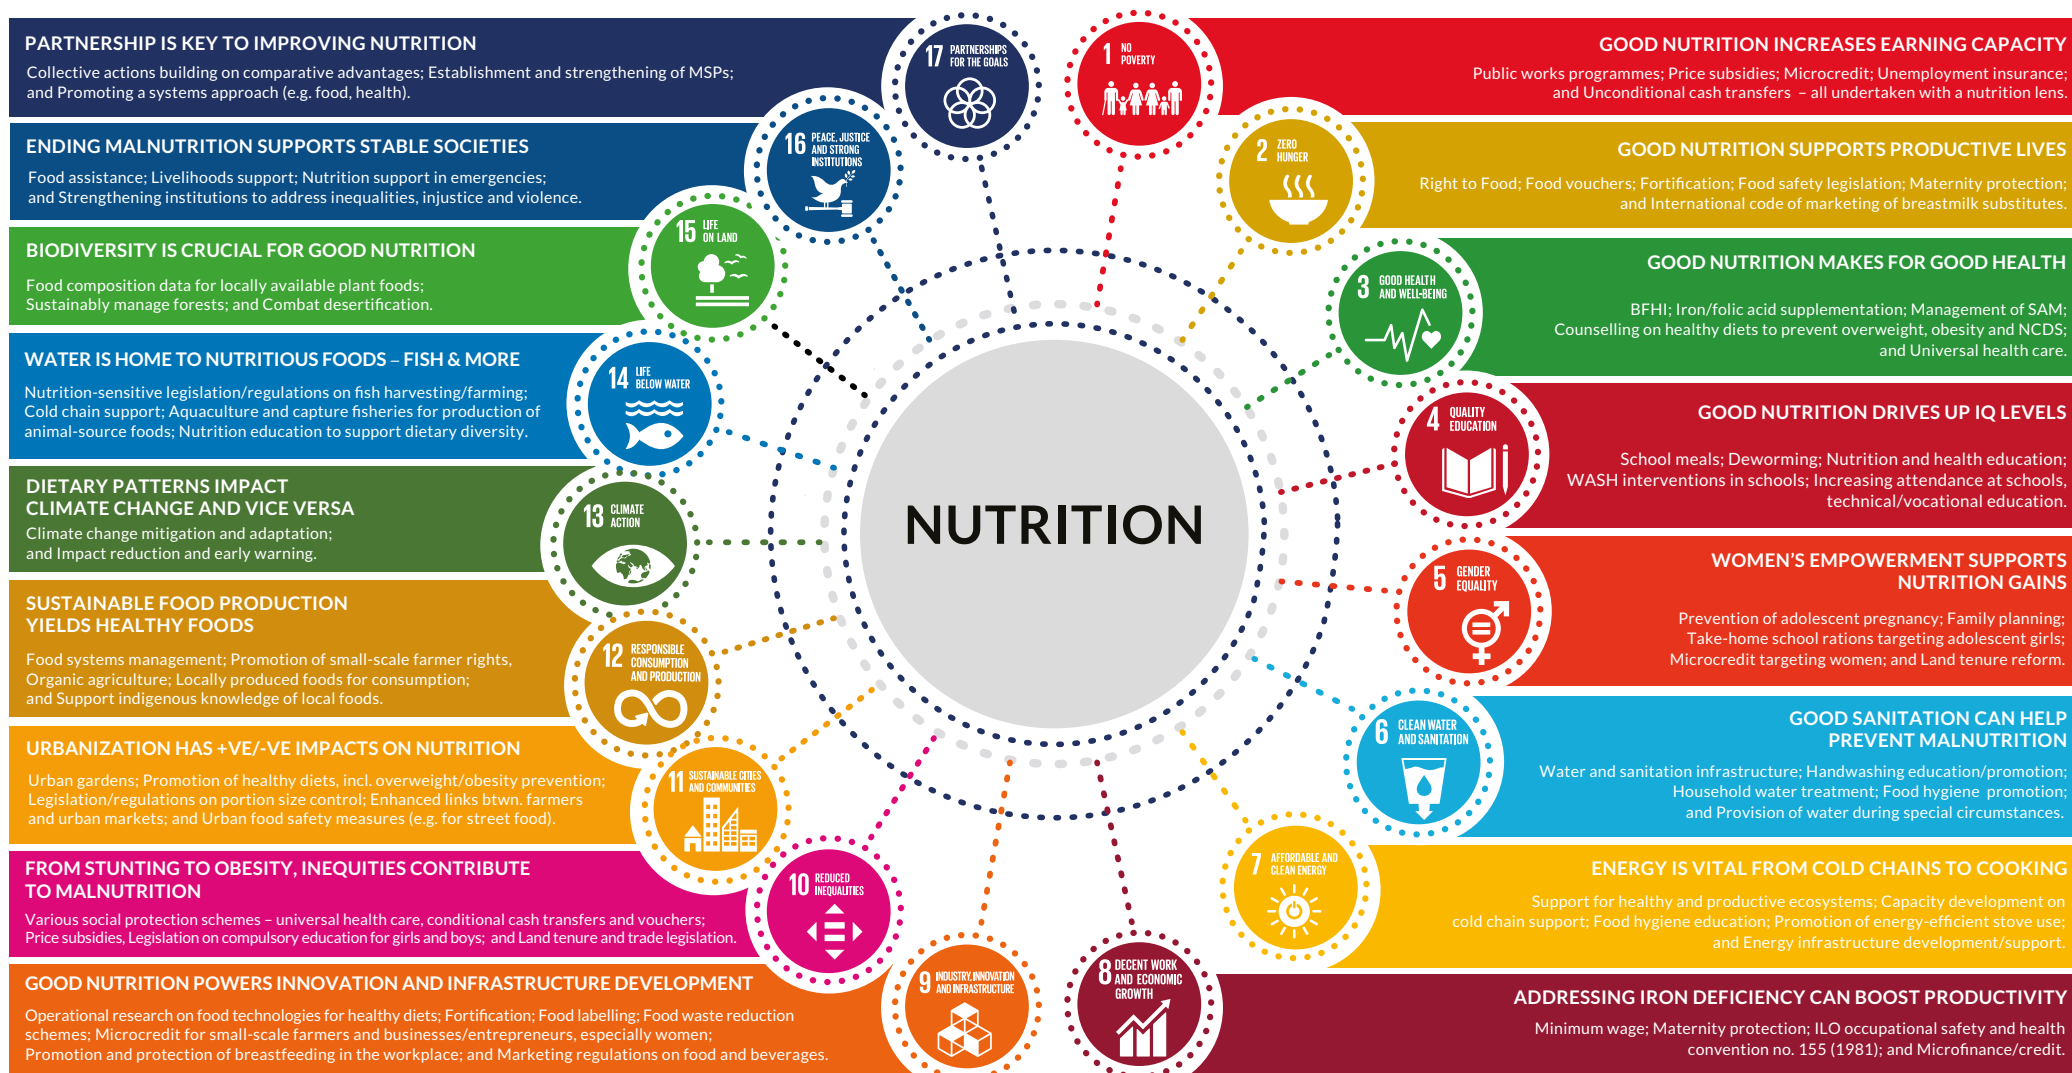 PARTNERSHIP IS KEY TO IMPROVING NUTRITION
Collective actions building on comparative advantages; Establishment and strengthening of MSPs;
and Promoting a systems approach (e.g. food, health).
17 PARTNERSHIPS
FOR THE GOALS
ENDING MALNUTRITION SUPPORTS STABLE SOCIETIES
Food assistance; Livelihoods support; Nutrition support in emergencies;
and Strengthening institutions to address inequalities, injustice and violence.
16 PEACE, JUSTICE
AND STRONG
INSTITUTIONS
BIODIVERSITY IS CRUCIAL FOR GOOD NUTRITION
Food composition data for locally available plant foods;
Sustainably manage forests; and Combat desertification.
15 LIFE
ON LAND
WATER IS HOME TO NUTRITIOUS FOODS – FISH & MORE
Nutrition-sensitive legislation/regulations on fish harvesting/farming;
Cold chain support; Aquaculture and capture fisheries for production of
animal-source foods; Nutrition education to support dietary diversity.
14 LIFE
BELOW WATER
DIETARY PATTERNS IMPACT
CLIMATE CHANGE AND VICE VERSA
Climate change mitigation and adaptation;
and Impact reduction and early warning.
13 CLIMATE
ACTION
SUSTAINABLE FOOD PRODUCTION
YIELDS HEALTHY FOODS
Food systems management; Promotion of small-scale farmer rights,
Organic agriculture; Locally produced foods for consumption;
and Support indigenous knowledge of local foods.
12 RESPONSIBLE
CONSUMPTION
AND PRODUCTION
URBANIZATION HAS +VE/-VE IMPACTS ON NUTRITION
Urban gardens; Promotion of healthy diets, incl. overweight/obesity prevention;
Legislation/regulations on portion size control; Enhanced links btwn. farmers
and urban markets; and Urban food safety measures (e.g. for street food).
11 SUSTAINABLE CITIES
AND COMMUNITIES
FROM STUNTING TO OBESITY, INEQUITIES CONTRIBUTE
TO MALNUTRITION
Various social protection schemes – universal health care, conditional cash transfers and vouchers;
Price subsidies, Legislation on compulsory education for girls and boys; and Land tenure and trade legislation.
10 REDUCED
INEQUALITIES
GOOD NUTRITION POWERS INNOVATION AND INFRASTRUCTURE DEVELOPMENT
Operational research on food technologies for healthy diets; Fortification; Food labelling; Food waste reduction
schemes; Microcredit for small-scale farmers and businesses/entrepreneurs, especially women;
Promotion and protection of breastfeeding in the workplace; and Marketing regulations on food and beverages.
9 INDUSTRY, INNOVATION
AND INFRASTRUCTURE
NUTRITION
1 NO
POVERTY
GOOD NUTRITION INCREASES EARNING CAPACITY
Public works programmes; Price subsidies; Microcredit; Unemployment insurance;
and Unconditional cash transfers – all undertaken with a nutrition lens.
2 ZERO
HUNGER
GOOD NUTRITION SUPPORTS PRODUCTIVE LIVES
Right to Food; Food vouchers; Fortification; Food safety legislation; Maternity protection;
and International code of marketing of breastmilk substitutes.
3 GOOD HEALTH
AND WELL-BEING
GOOD NUTRITION MAKES FOR GOOD HEALTH
BFHI; Iron/folic acid supplementation; Management of SAM;
Counselling on healthy diets to prevent overweight, obesity and NCDS;
and Universal health care.
4 QUALITY
EDUCATION
GOOD NUTRITION DRIVES UP IQ LEVELS
School meals; Deworming; Nutrition and health education;
WASH interventions in schools; Increasing attendance at schools,
technical/vocational education.
5 GENDER
EQUALITY
WOMEN’S EMPOWERMENT SUPPORTS
NUTRITION GAINS
Prevention of adolescent pregnancy; Family planning;
Take-home school rations targeting adolescent girls;
Microcredit targeting women; and Land tenure reform.
6 CLEAN WATER
AND SANITATION
GOOD SANITATION CAN HELP
PREVENT MALNUTRITION
Water and sanitation infrastructure; Handwashing education/promotion;
Household water treatment; Food hygiene promotion;
and Provision of water during special circumstances.
7 AFFORDABLE AND
CLEAN ENERGY
ENERGY IS VITAL FROM COLD CHAINS TO COOKING
Support for healthy and productive ecosystems; Capacity development on
cold chain support; Food hygiene education; Promotion of energy-efficient stove use;
and Energy infrastructure development/support.
8 DECENT WORK
AND ECONOMIC
GROWTH
ADDRESSING IRON DEFICIENCY CAN BOOST PRODUCTIVITY
Minimum wage; Maternity protection; ILO occupational safety and health
convention no. 155 (1981); and Microfinance/credit.